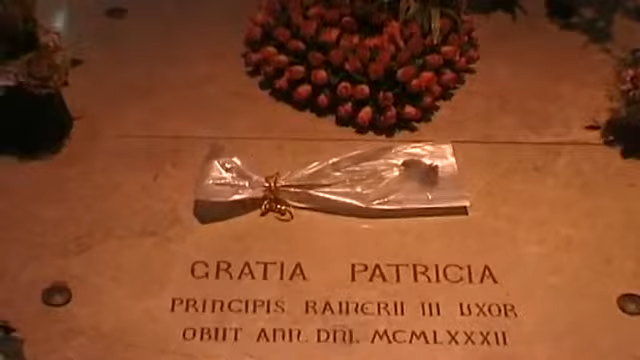 GRATIA PATRICIA
PRINCIPIS RAINERII III UXOR
OBIIT ANN. DNI. MCMLXXXII